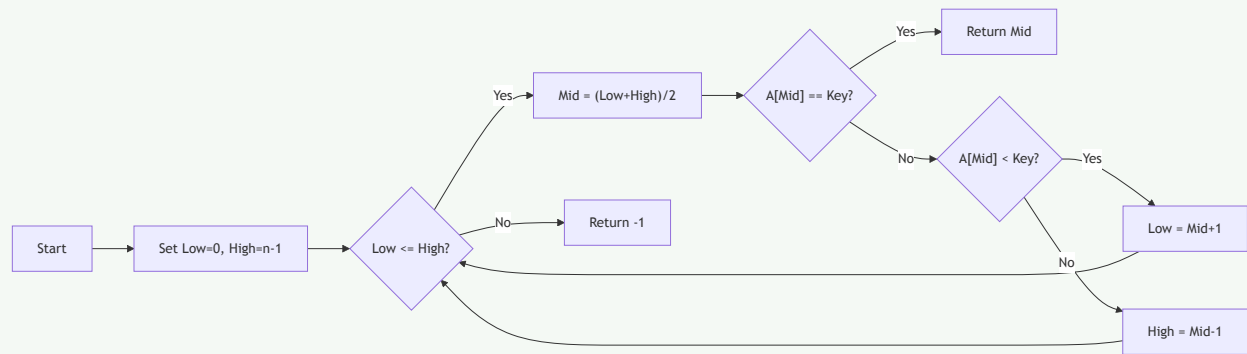 Start
Set Low=0, High=n-1
Low <= High?
Yes
Mid = (Low+High)/2
A[Mid] == Key?
Yes
Return Mid
No
A[Mid] < Key?
Yes
Low = Mid+1
No
High = Mid-1
No
Return -1